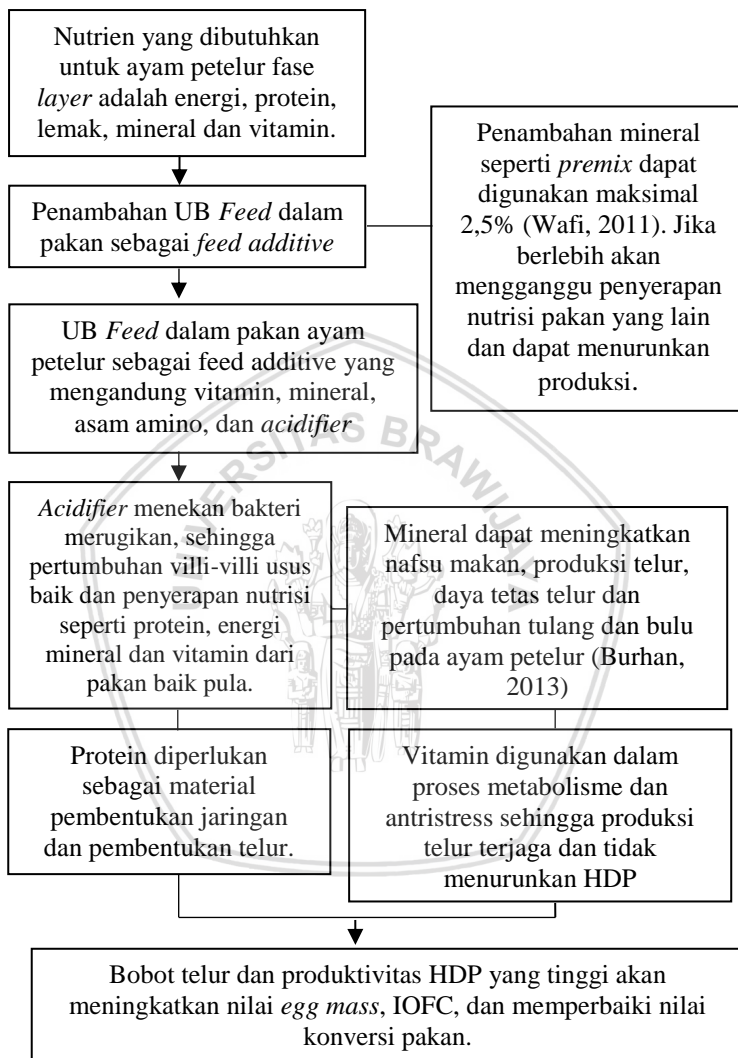 Nutrien yang dibutuhkan
untuk ayam petelur fase
layer adalah energi, protein,
lemak, mineral dan vitamin.
Penambahan mineral
seperti premix dapat
digunakan maksimal
2,5% (Wafi, 2011). Jika
berlebih akan
mengganggu penyerapan
nutrisi pakan yang lain
dan dapat menurunkan
produksi.
Penambahan UB Feed dalam
pakan sebagai feed additive
UB Feed dalam pakan ayam
petelur sebagai feed additive yang
mengandung vitamin, mineral,
asam amino, dan acidifier
UNIVERSITAS BRAWIJAYA
Acidifier menekan bakteri
merugikan, sehingga
pertumbuhan villi-villi usus
baik dan penyerapan nutrisi
seperti protein, energi
mineral dan vitamin dari
pakan baik pula.
Mineral dapat meningkatkan
nafsu makan, produksi telur,
daya tetas telur dan
pertumbuhan tulang dan bulu
pada ayam petelur (Burhan,
2013)
Protein diperlukan
sebagai material
pembentukan jaringan
dan pembentukan telur.
Vitamin digunakan dalam
proses metabolisme dan
antristress sehingga produksi
telur terjaga dan tidak
menurunkan HDP
Bobot telur dan produktivitas HDP yang tinggi akan
meningkatkan nilai egg mass, IOFC, dan memperbaiki nilai
konversi pakan.